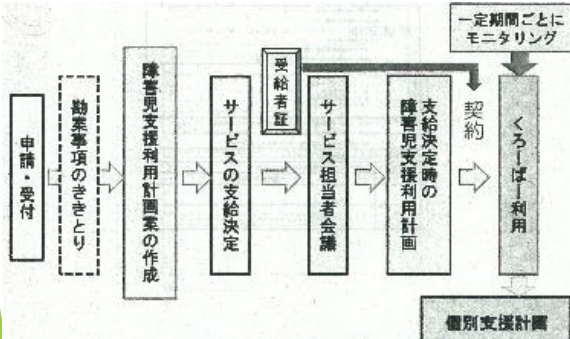 一定期間ごとに
モニタリング
申請・受付
勘案事項のききとり
障害児支援利用計画案の作成
サービスの支給決定
受給者証
サービス担当者会議
支給決定時の
障害児支援利用計画
契約
くろーばー利用
個別支援計画